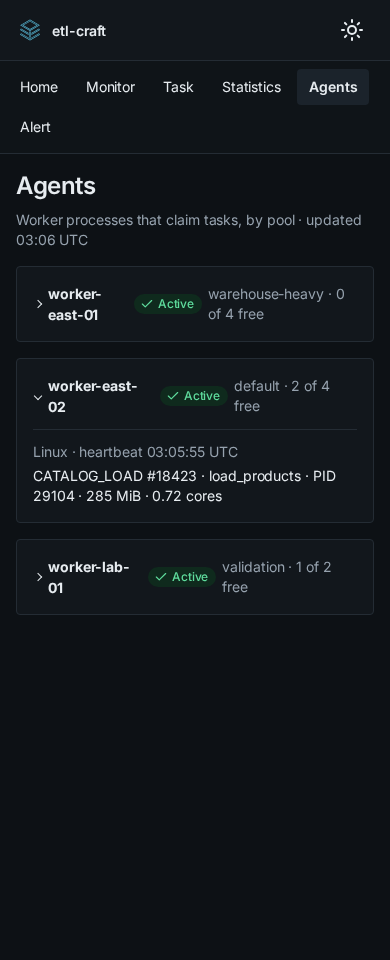 etl-craft
Home Monitor Task Statistics Agents
Alert
Agents
Worker processes that claim tasks, by pool · updated
03:06 UTC
worker-
east-01
Active
warehouse-heavy · 0
of 4 free
worker-east-
02
Active
default · 2 of 4
free
Linux · heartbeat 03:05:55 UTC
CATALOG_LOAD #18423 · load_products · PID
29104 · 285 MiB · 0.72 cores
worker-lab-
01
Active
validation · 1 of 2
free